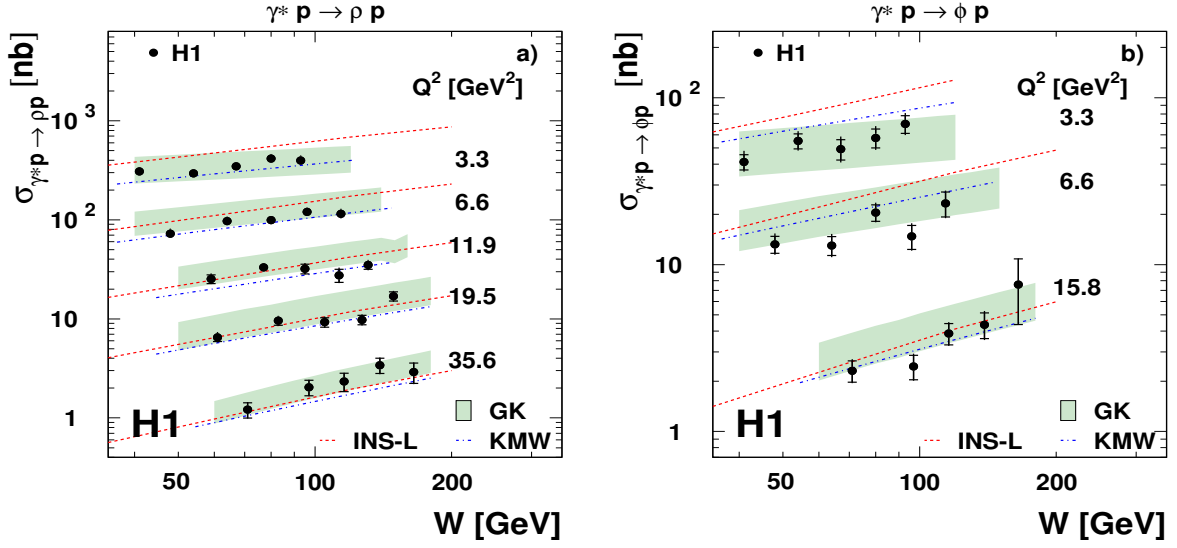 γ* p → ρ p
σ γ*p → ρp [nb]
H1
a)
Q² [GeV²]
10³
10²
10
1
3.3
6.6
11.9
19.5
35.6
H1
GK
INS-L
KMW
50
100
200
W [GeV]
γ* p → ϕ p
σ γ*p → ϕp [nb]
H1
b)
Q² [GeV²]
10²
10
1
3.3
6.6
15.8
H1
GK
INS-L
KMW
50
100
200
W [GeV]